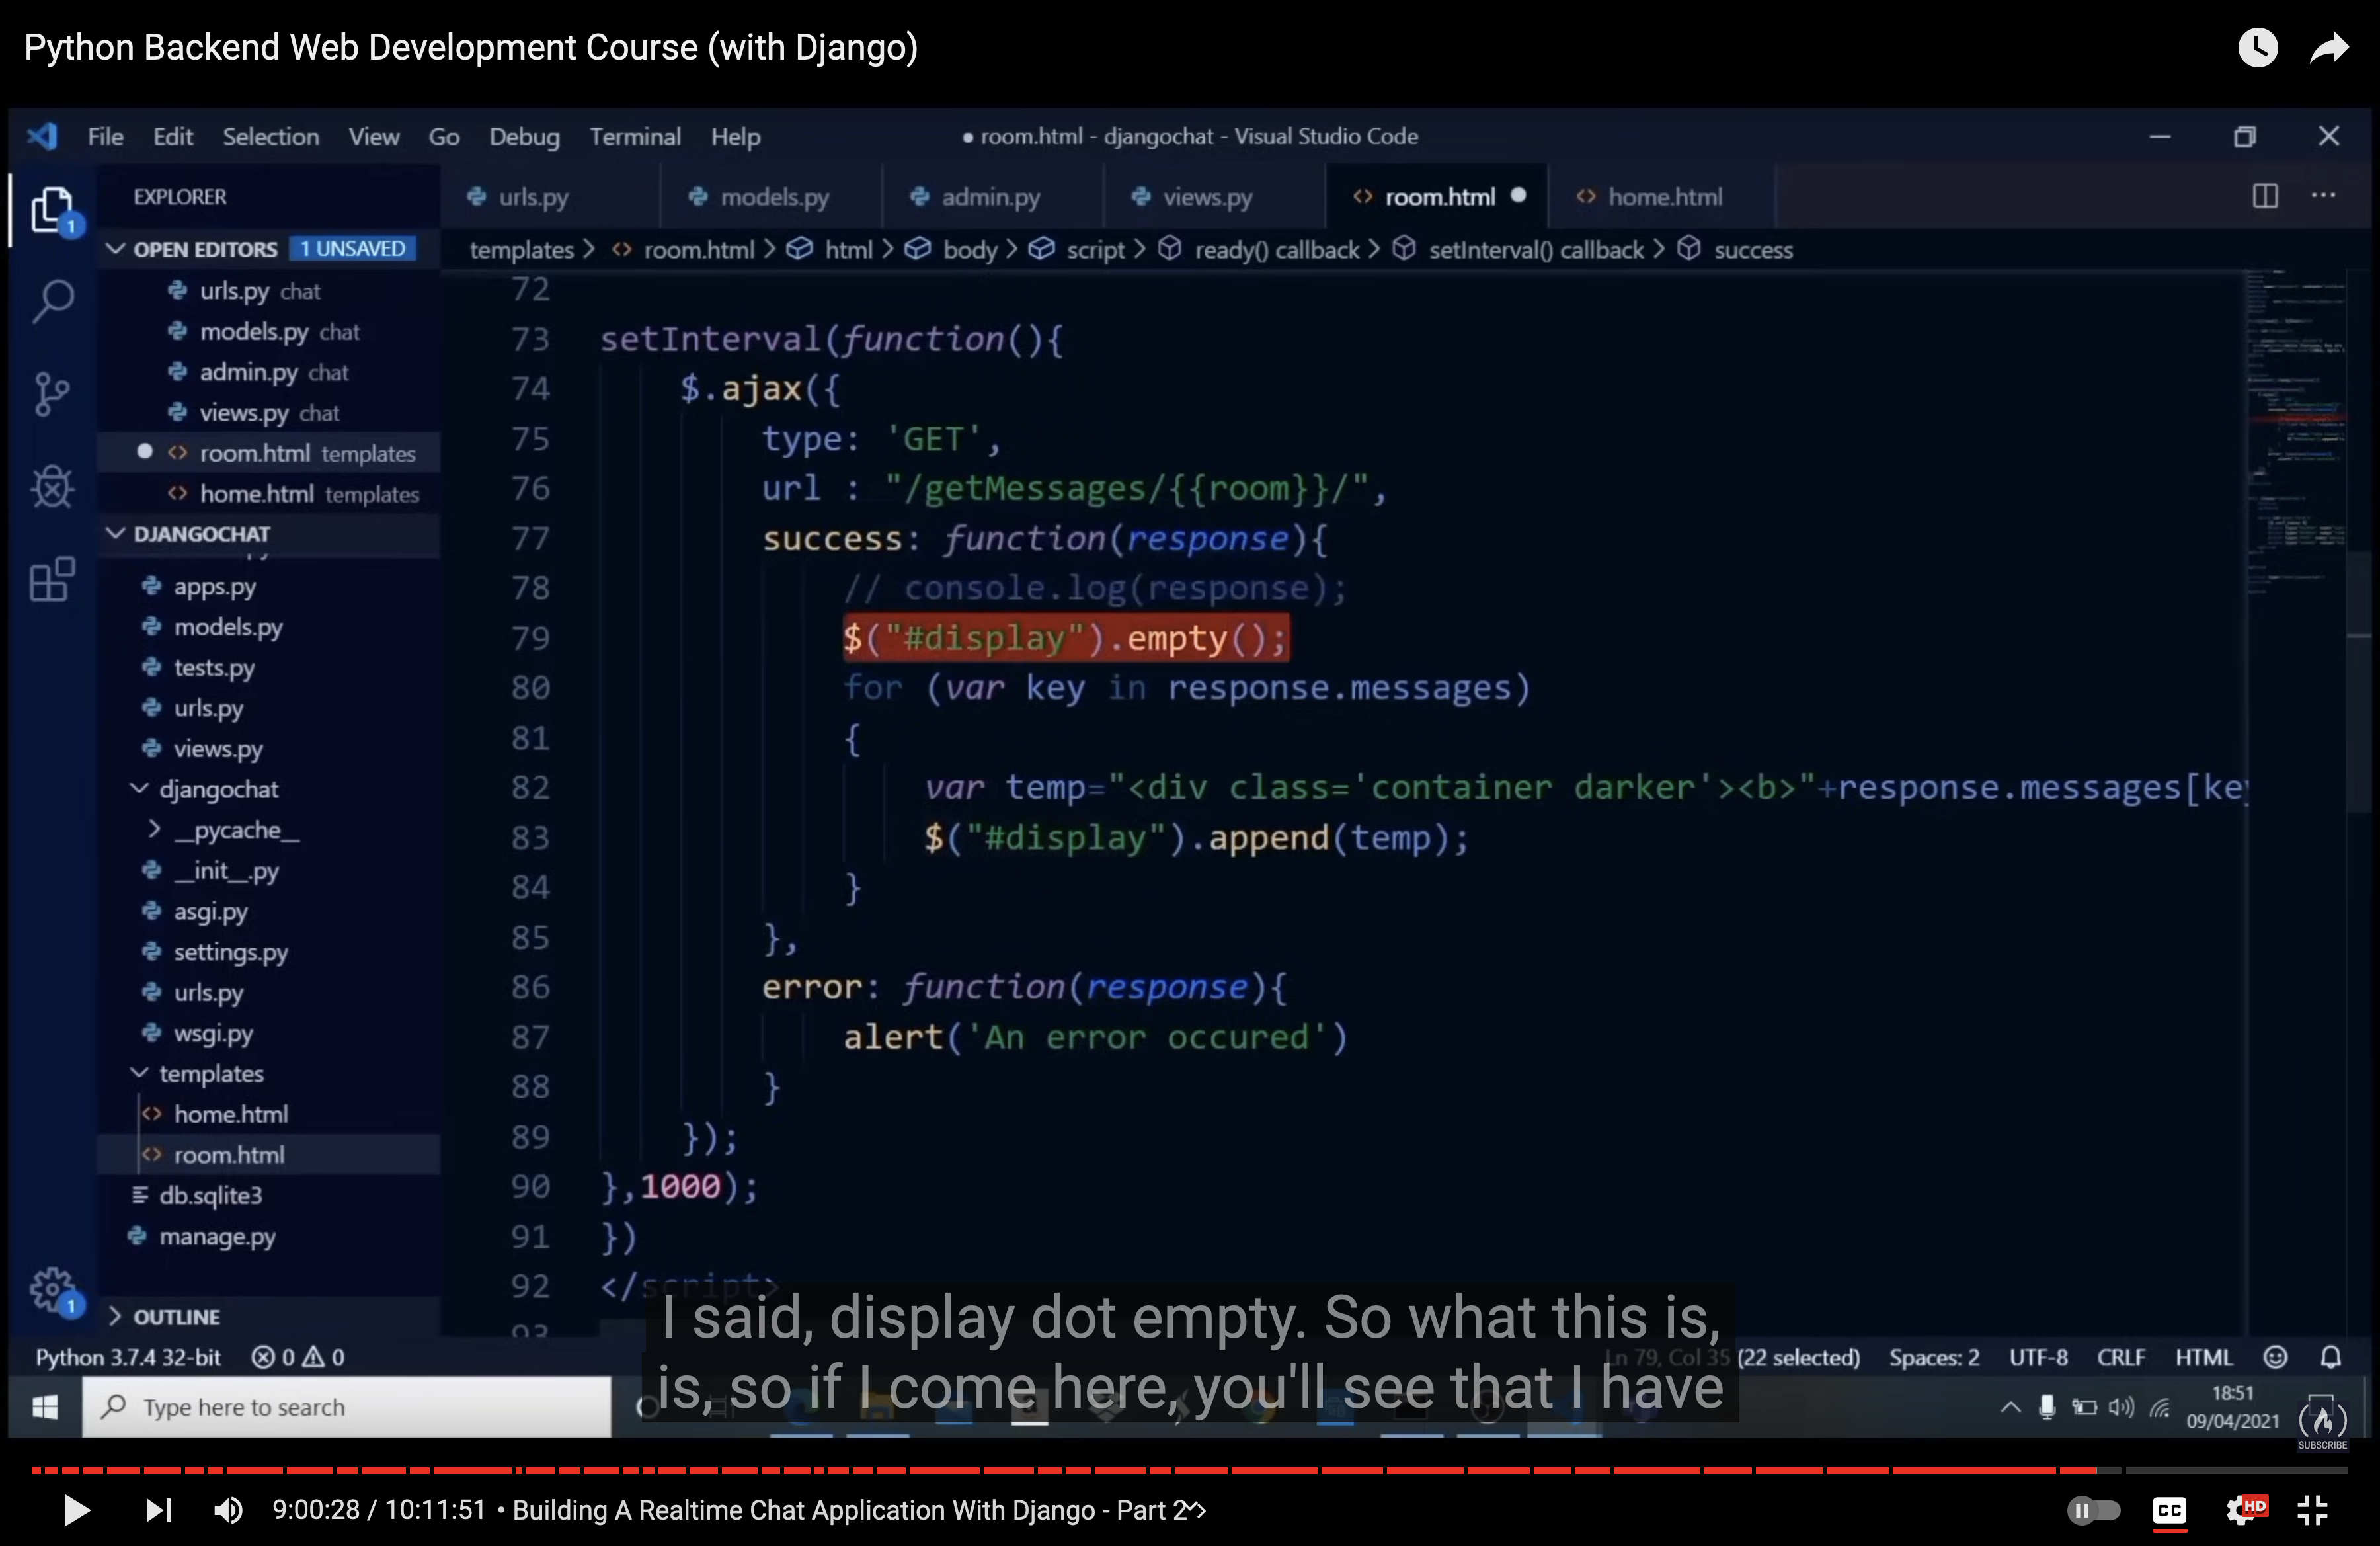 Python Backend Web Development Course (with Django)
File Edit Selection View Go Debug Terminal Help
● room.html - djangochat - Visual Studio Code
EXPLORER
urls.py models.py admin.py views.py room.html home.html
OPEN EDITORS 1 UNSAVED
templates > room.html > html > body > script > ready() callback > setInterval() callback > success
urls.py chat
models.py chat
admin.py chat
views.py chat
room.html templates
home.html templates
DJANGOCHAT
apps.py
models.py
tests.py
urls.py
views.py
djangochat
__pycache__
__init__.py
asgi.py
settings.py
urls.py
wsgi.py
templates
home.html
room.html
db.sqlite3
manage.py
OUTLINE
72
73 setInterval(function(){
74 $.ajax({
75 type: 'GET',
76 url : "/getMessages/{{room}}/",
77 success: function(response){
78 // console.log(response);
79 $("#display").empty();
80 for (var key in response.messages)
81 {
82 var temp="<div class='container darker'><b>"+response.messages[key
83 $("#display").append(temp);
84 }
85 },
86 error: function(response){
87 alert('An error occured')
88 }
89 });
90 },1000);
91 })
92 </script>
93
I said, display dot empty. So what this is,
is, so if I come here, you'll see that I have
1
1
Python 3.7.4 32-bit 0 0 Ln 79, Col 35 (22 selected) Spaces: 2 UTF-8 CRLF HTML
Type here to search
18:51
09/04/2021
SUBSCRIBE
9:00:28 / 10:11:51 • Building A Realtime Chat Application With Django - Part 2
CC
HD